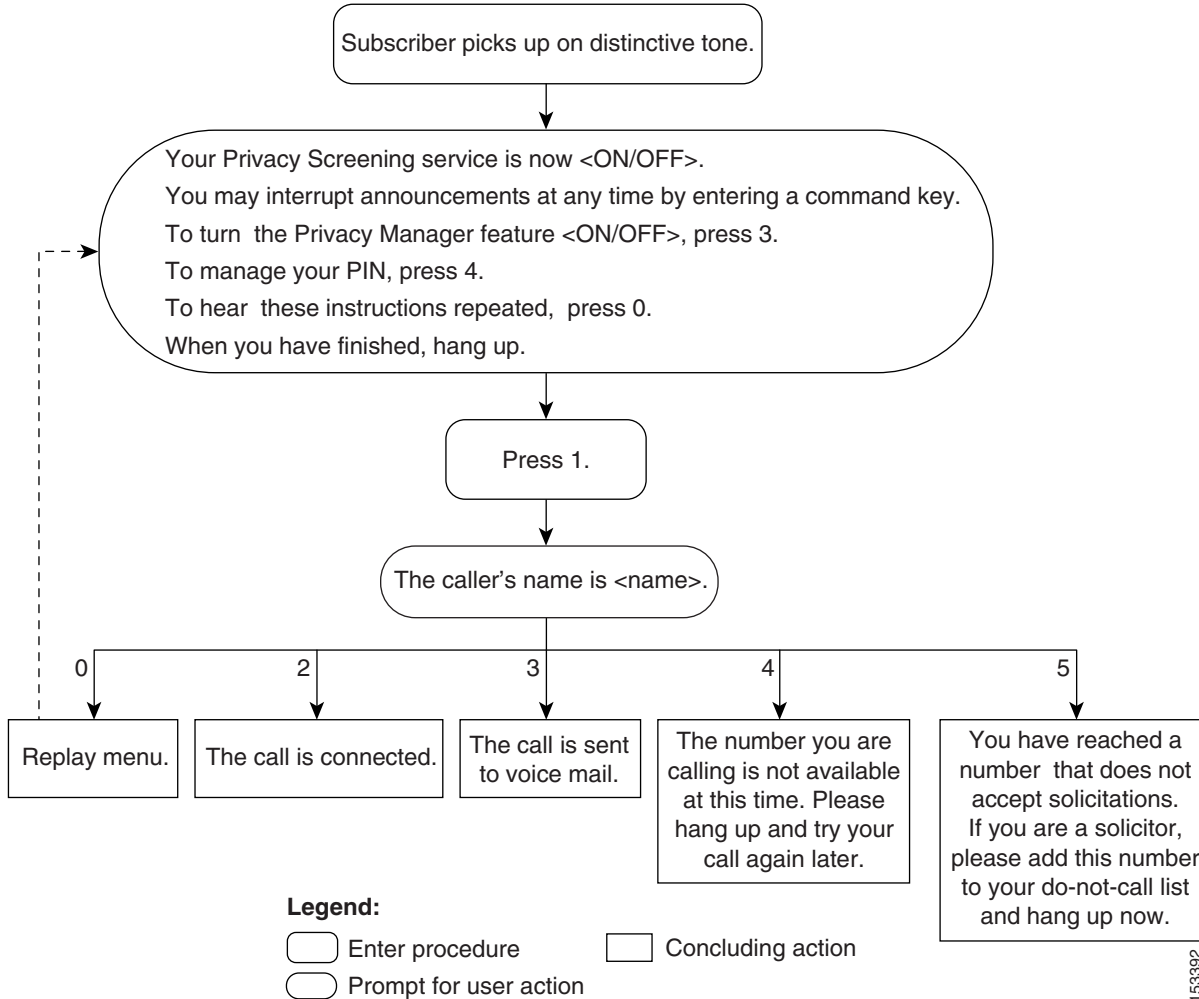 Subscriber picks up on distinctive tone.
Your Privacy Screening service is now <ON/OFF>.
You may interrupt announcements at any time by entering a command key.
To turn the Privacy Manager feature <ON/OFF>, press 3.
To manage your PIN, press 4.
To hear these instructions repeated, press 0.
When you have finished, hang up.
Press 1.
The caller's name is <name>.
0
2
3
4
5
Replay menu.
The call is connected.
The call is sent
to voice mail.
The number you are
calling is not available
at this time. Please
hang up and try your
call again later.
You have reached a
number that does not
accept solicitations.
If you are a solicitor,
please add this number
to your do-not-call list
and hang up now.
Legend:
Enter procedure
Concluding action
Prompt for user action
153392